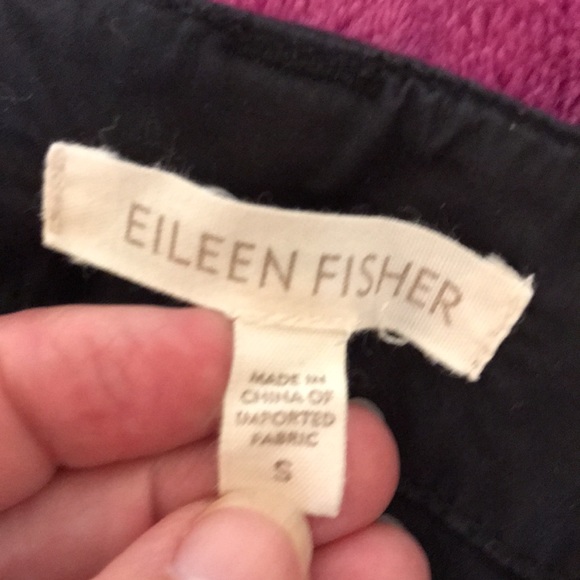 EILEEN FISHER
MADE IN
CHINA OF
IMPORTED
FABRIC
S